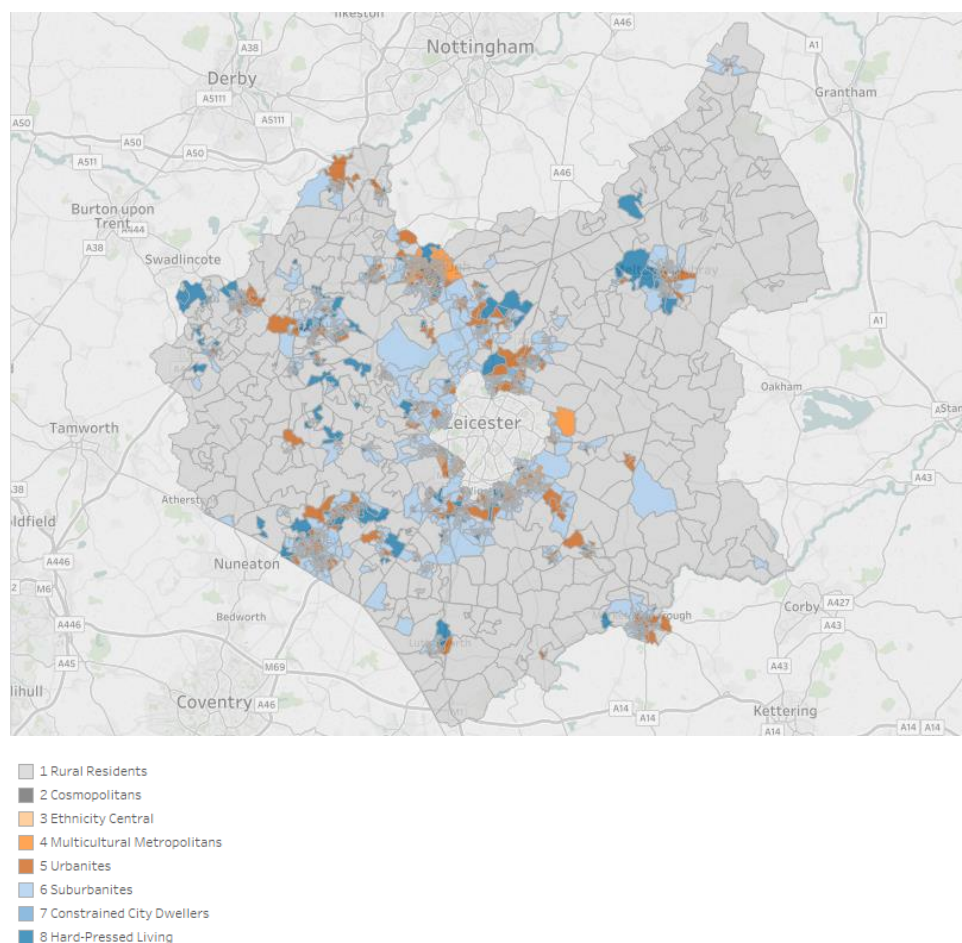 Ilkeston
A46
A1
Nottingham
A38
Derby
Grantham
A5111
A5111
A50
A50
A50
A46
A511
Burton upon
Trent
A444
A38
Swadlincote
A1
Oakham
Leicester
Tamworth
A43
A38
Atherst
A446
Nuneaton
M6
Bedworth
Corby
A427
A43
A446
M69
A43
A45
Coventry
A46
A14
A14
Kettering
A14
A14
A14
1 Rural Residents
2 Cosmopolitans
3 Ethnicity Central
4 Multicultural Metropolitans
5 Urbanites
6 Suburbanites
7 Constrained City Dwellers
8 Hard-Pressed Living